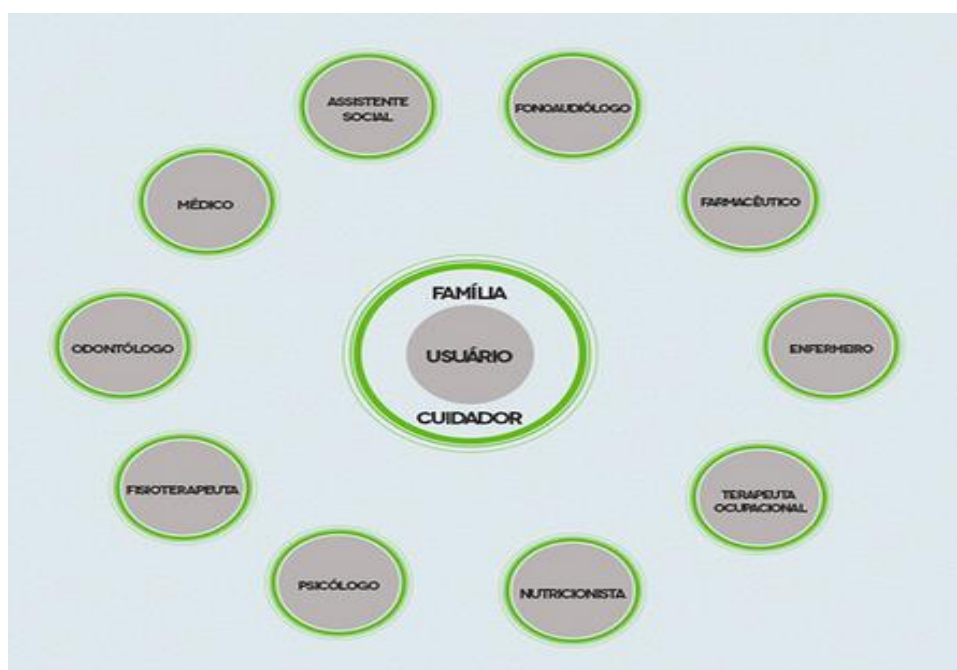 ASSISTENTE
SOCIAL
FONOAUDIÓLOGO
MÉDICO
FARMACÊUTICO
FAMÍLIA
USUÁRIO
CUIDADOR
ODONTÓLOGO
ENFERMEIRO
FISIOTERAPEUTA
TERAPEUTA
OCUPACIONAL
PSICÓLOGO
NUTRICIONISTA